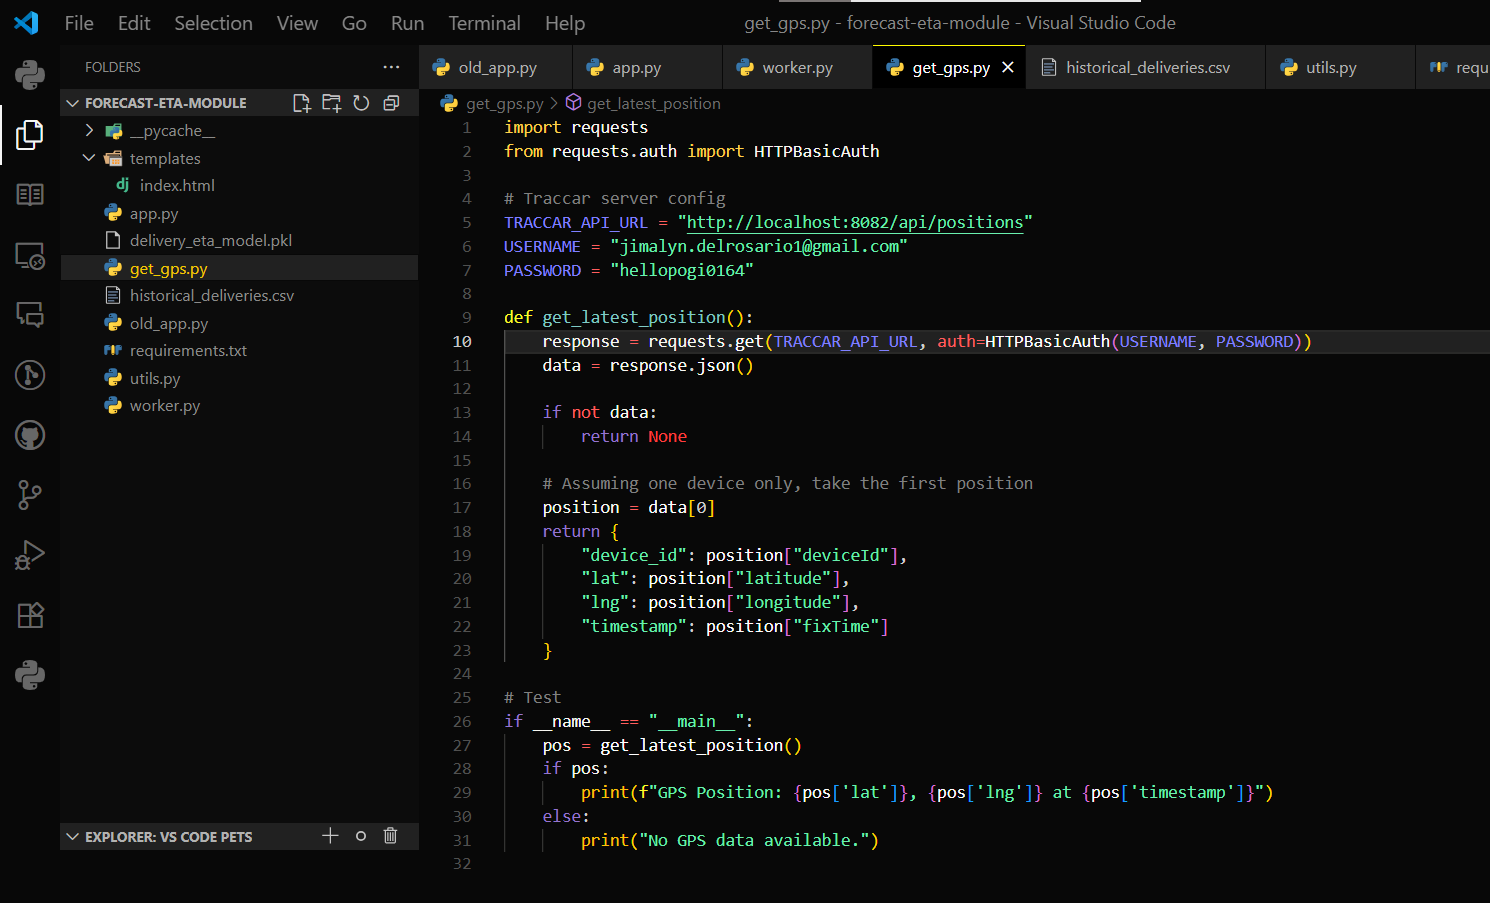 File Edit Selection View Go Run Terminal Help get_gps.py - forecast-eta-module - Visual Studio Code
FOLDERS ...
FORECAST-ETA-MODULE
__pycache__
templates
index.html
app.py
delivery_eta_model.pkl
get_gps.py
historical_deliveries.csv
old_app.py
requirements.txt
utils.py
worker.py
EXPLORER: VS CODE PETS
old_app.py app.py worker.py get_gps.py historical_deliveries.csv utils.py requ
get_gps.py > get_latest_position
1 import requests
2 from requests.auth import HTTPBasicAuth
3
4 # Traccar server config
5 TRACCAR_API_URL = "http://localhost:8082/api/positions"
6 USERNAME = "jimalyn.delrosario1@gmail.com"
7 PASSWORD = "hellopogi0164"
8
9 def get_latest_position():
10     response = requests.get(TRACCAR_API_URL, auth=HTTPBasicAuth(USERNAME, PASSWORD))
11     data = response.json()
12
13     if not data:
14         return None
15
16     # Assuming one device only, take the first position
17     position = data[0]
18     return {
19         "device_id": position["deviceId"],
20         "lat": position["latitude"],
21         "lng": position["longitude"],
22         "timestamp": position["fixTime"]
23     }
24
25 # Test
26 if __name__ == "__main__":
27     pos = get_latest_position()
28     if pos:
29         print(f"GPS Position: {pos['lat']}, {pos['lng']} at {pos['timestamp']}")
30     else:
31         print("No GPS data available.")
32